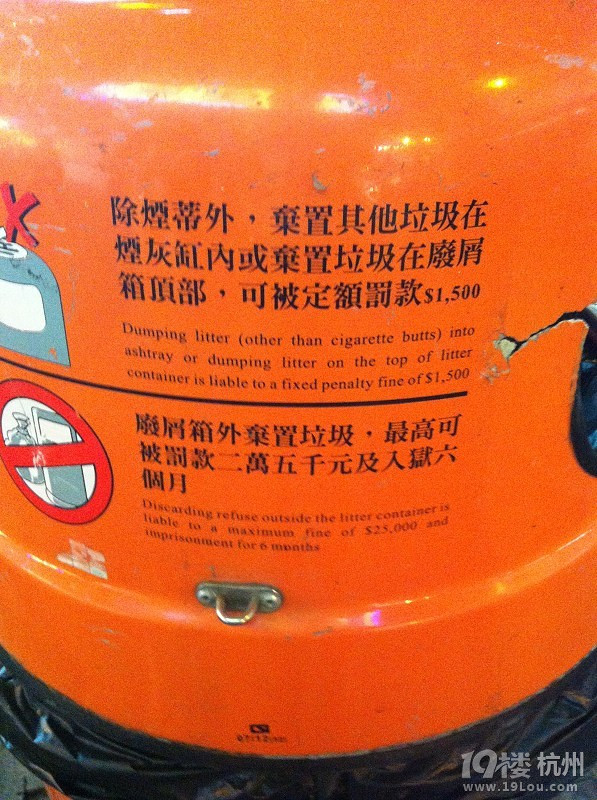 除煙蒂外，棄置其他垃圾在
煙灰缸內或棄置垃圾在廢屑
箱頂部，可被定額罰款$1,500
Dumping litter (other than cigarette butts) into
ashtray or dumping litter on the top of litter
container is liable to a fixed penalty fine of $1,500
廢屑箱外棄置垃圾，最高可
被罰款二萬五千元及入獄六
個月
Discarding refuse outside the litter container is
liable to a maximum fine of $25,000 and
imprisonment for 6 months
19楼 杭州
www.19Lou.com